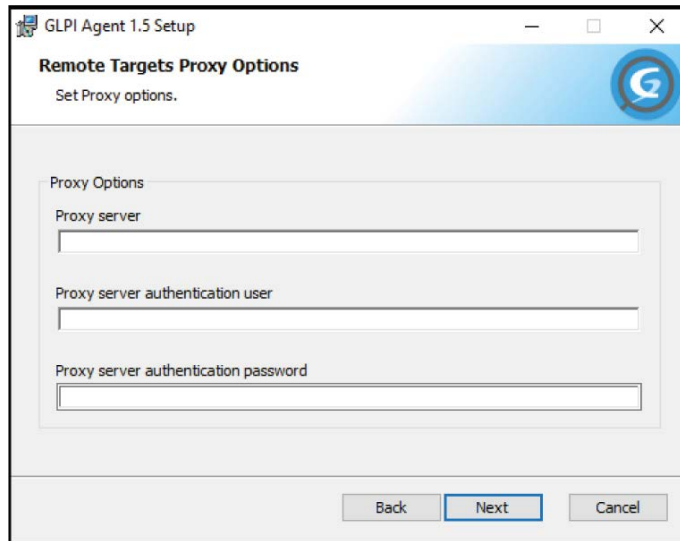 GLPI Agent 1.5 Setup
Remote Targets Proxy Options
Set Proxy options.
Proxy Options
Proxy server
Proxy server authentication user
Proxy server authentication password
Back Next Cancel